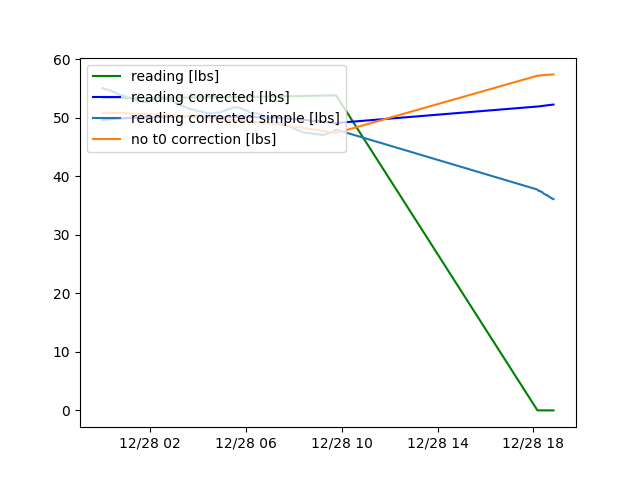 60
50
40
30
20
10
0
reading [lbs]
reading corrected [lbs]
reading corrected simple [lbs]
no t0 correction [lbs]
12/28 02 12/28 06 12/28 10 12/28 14 12/28 18